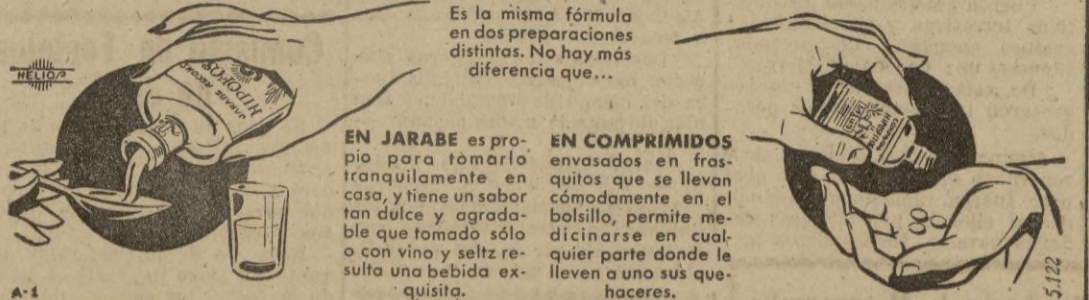 Es la misma fórmula
en dos preparaciones
distintas. No hay más
diferencia que...
HELIOS
JARABE
EN JARABE es pro-
pio para tomarlo
tranquilamente en
casa, y tiene un sabor
tan dulce y agrada-
ble que tomado sólo
o con vino y seltz re-
sulta una bebida ex-
quisita.
EN COMPRIMIDOS
envasados en fras-
quitos que se llevan
cómodamente en el
bolsillo, permite me-
dicinarse en cual-
quier parte donde le
lleven a uno sus que-
haceres.
A-1
5.122